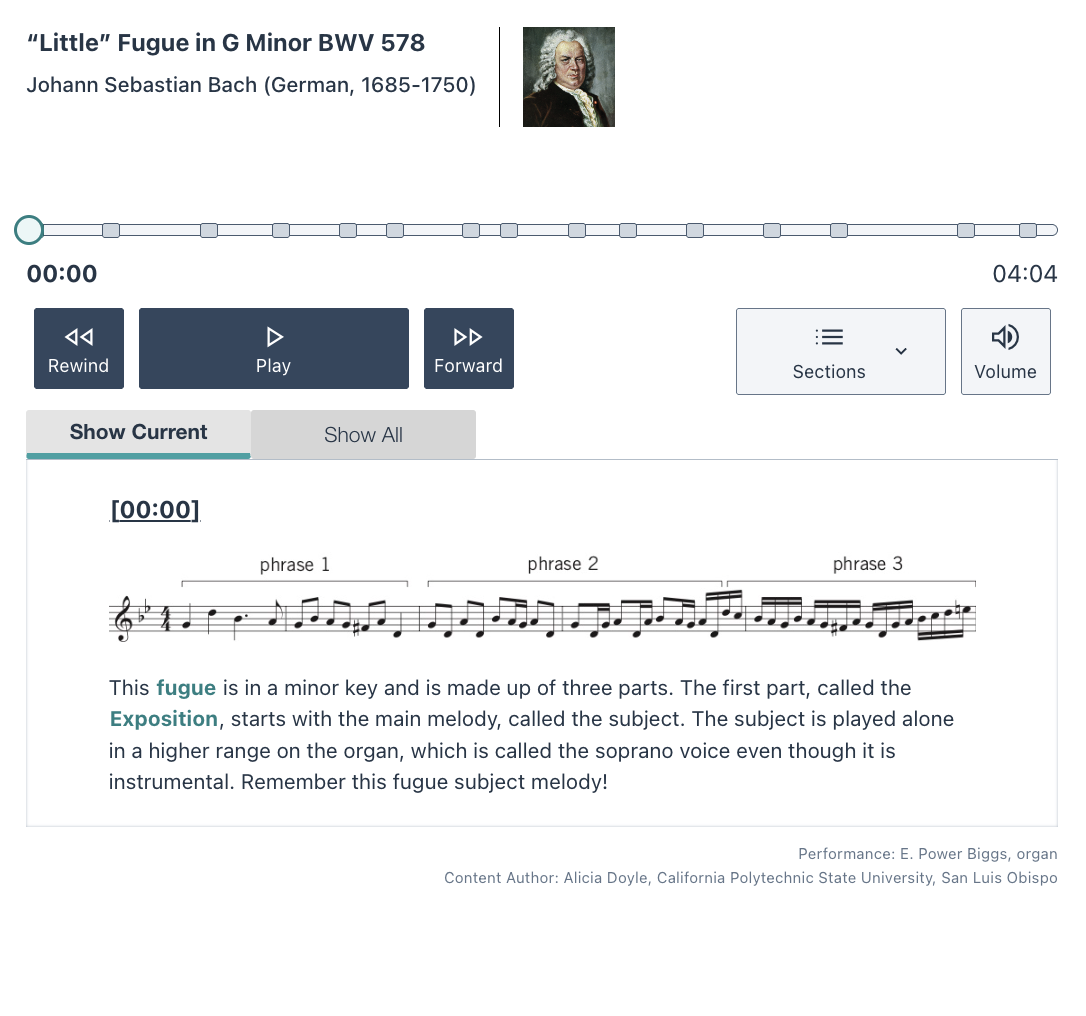 “Little” Fugue in G Minor BWV 578
Johann Sebastian Bach (German, 1685-1750)
00:00
04:04
Rewind
Play
Forward
Sections
Volume
Show Current
Show All
[00:00]
phrase 1
phrase 2
phrase 3
This fugue is in a minor key and is made up of three parts. The first part, called the
Exposition, starts with the main melody, called the subject. The subject is played alone
in a higher range on the organ, which is called the soprano voice even though it is
instrumental. Remember this fugue subject melody!
Performance: E. Power Biggs, organ
Content Author: Alicia Doyle, California Polytechnic State University, San Luis Obispo